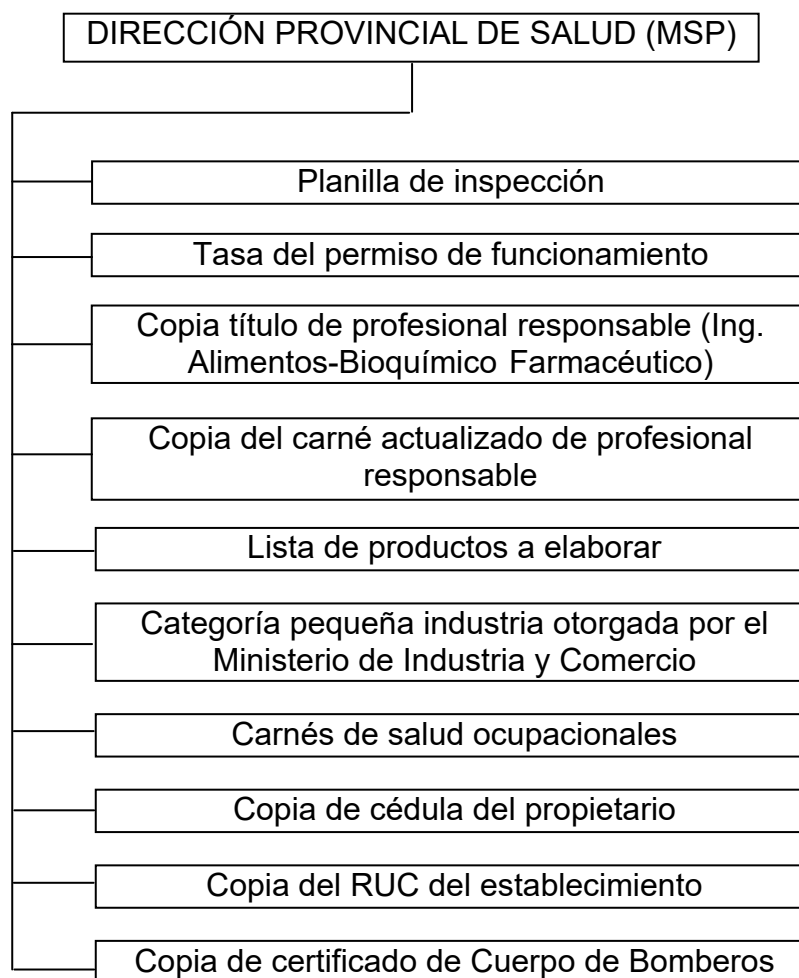 DIRECCIÓN PROVINCIAL DE SALUD (MSP)
Planilla de inspección
Tasa del permiso de funcionamiento
Copia título de profesional responsable (Ing.
Alimentos-Bioquímico Farmacéutico)
Copia del carné actualizado de profesional
responsable
Lista de productos a elaborar
Categoría pequeña industria otorgada por el
Ministerio de Industria y Comercio
Carnés de salud ocupacionales
Copia de cédula del propietario
Copia del RUC del establecimiento
Copia de certificado de Cuerpo de Bomberos